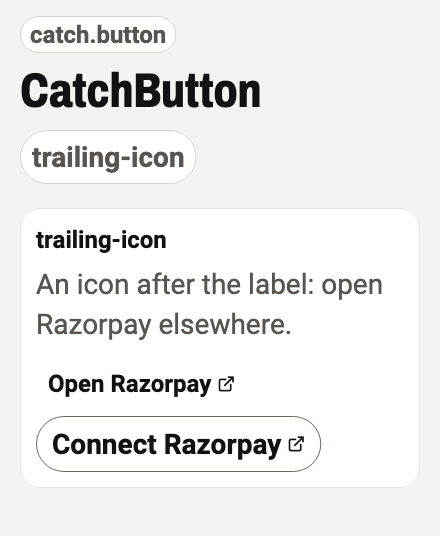 catch.button
CatchButton
trailing-icon
trailing-icon
An icon after the label: open
Razorpay elsewhere.
Open Razorpay
Connect Razorpay